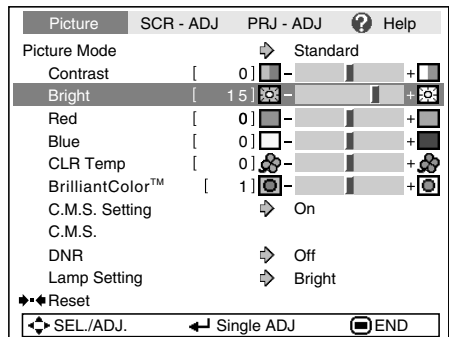 Picture SCR - ADJ PRJ - ADJ ? Help
Picture Mode Standard
Contrast [ 0 ] - +
Bright [ 15 ] - +
Red [ 0 ] - +
Blue [ 0 ] - +
CLR Temp [ 0 ] - +
BrilliantColor™ [ 1 ] - +
C.M.S. Setting On
C.M.S.
DNR Off
Lamp Setting Bright
Reset
SEL./ADJ. Single ADJ END